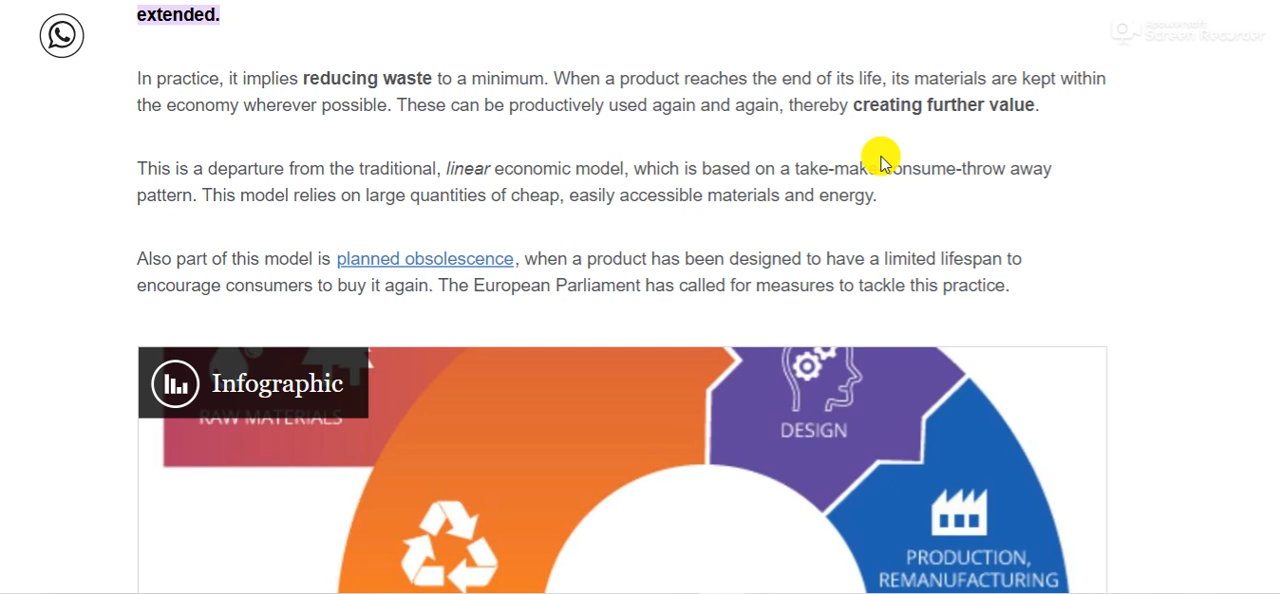 extended.
Apowersoft
Screen Recorder
In practice, it implies reducing waste to a minimum. When a product reaches the end of its life, its materials are kept within
the economy wherever possible. These can be productively used again and again, thereby creating further value.
This is a departure from the traditional, linear economic model, which is based on a take-make-consume-throw away
pattern. This model relies on large quantities of cheap, easily accessible materials and energy.
Also part of this model is planned obsolescence, when a product has been designed to have a limited lifespan to
encourage consumers to buy it again. The European Parliament has called for measures to tackle this practice.
Infographic
RAW MATERIALS
DESIGN
PRODUCTION,
REMANUFACTURING